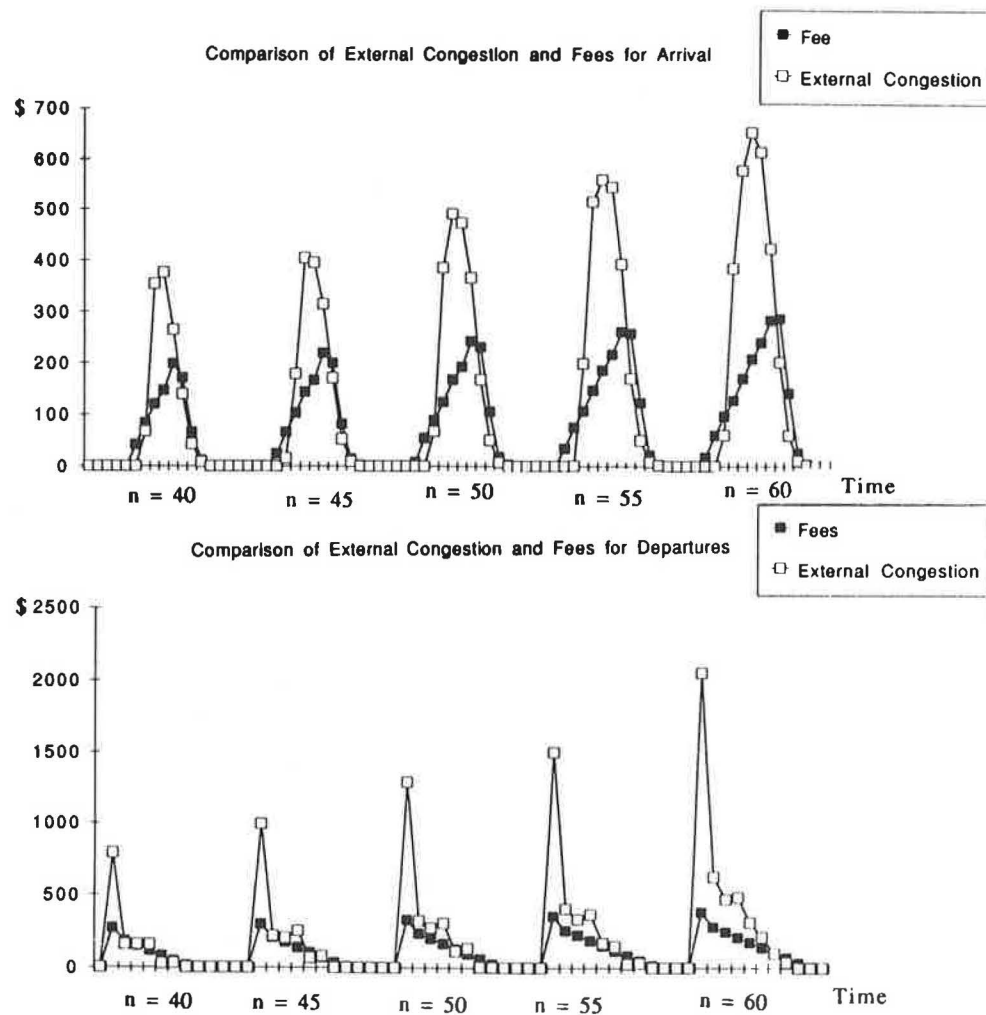 Comparison of External Congestion and Fees for Arrival
Fee
External Congestion
$ 700
600
500
400
300
200
100
0
n = 40
n = 45
n = 50
n = 55
n = 60
Time
Comparison of External Congestion and Fees for Departures
Fees
External Congestion
$ 2500
2000
1500
1000
500
0
n = 40
n = 45
n = 50
n = 55
n = 60
Time